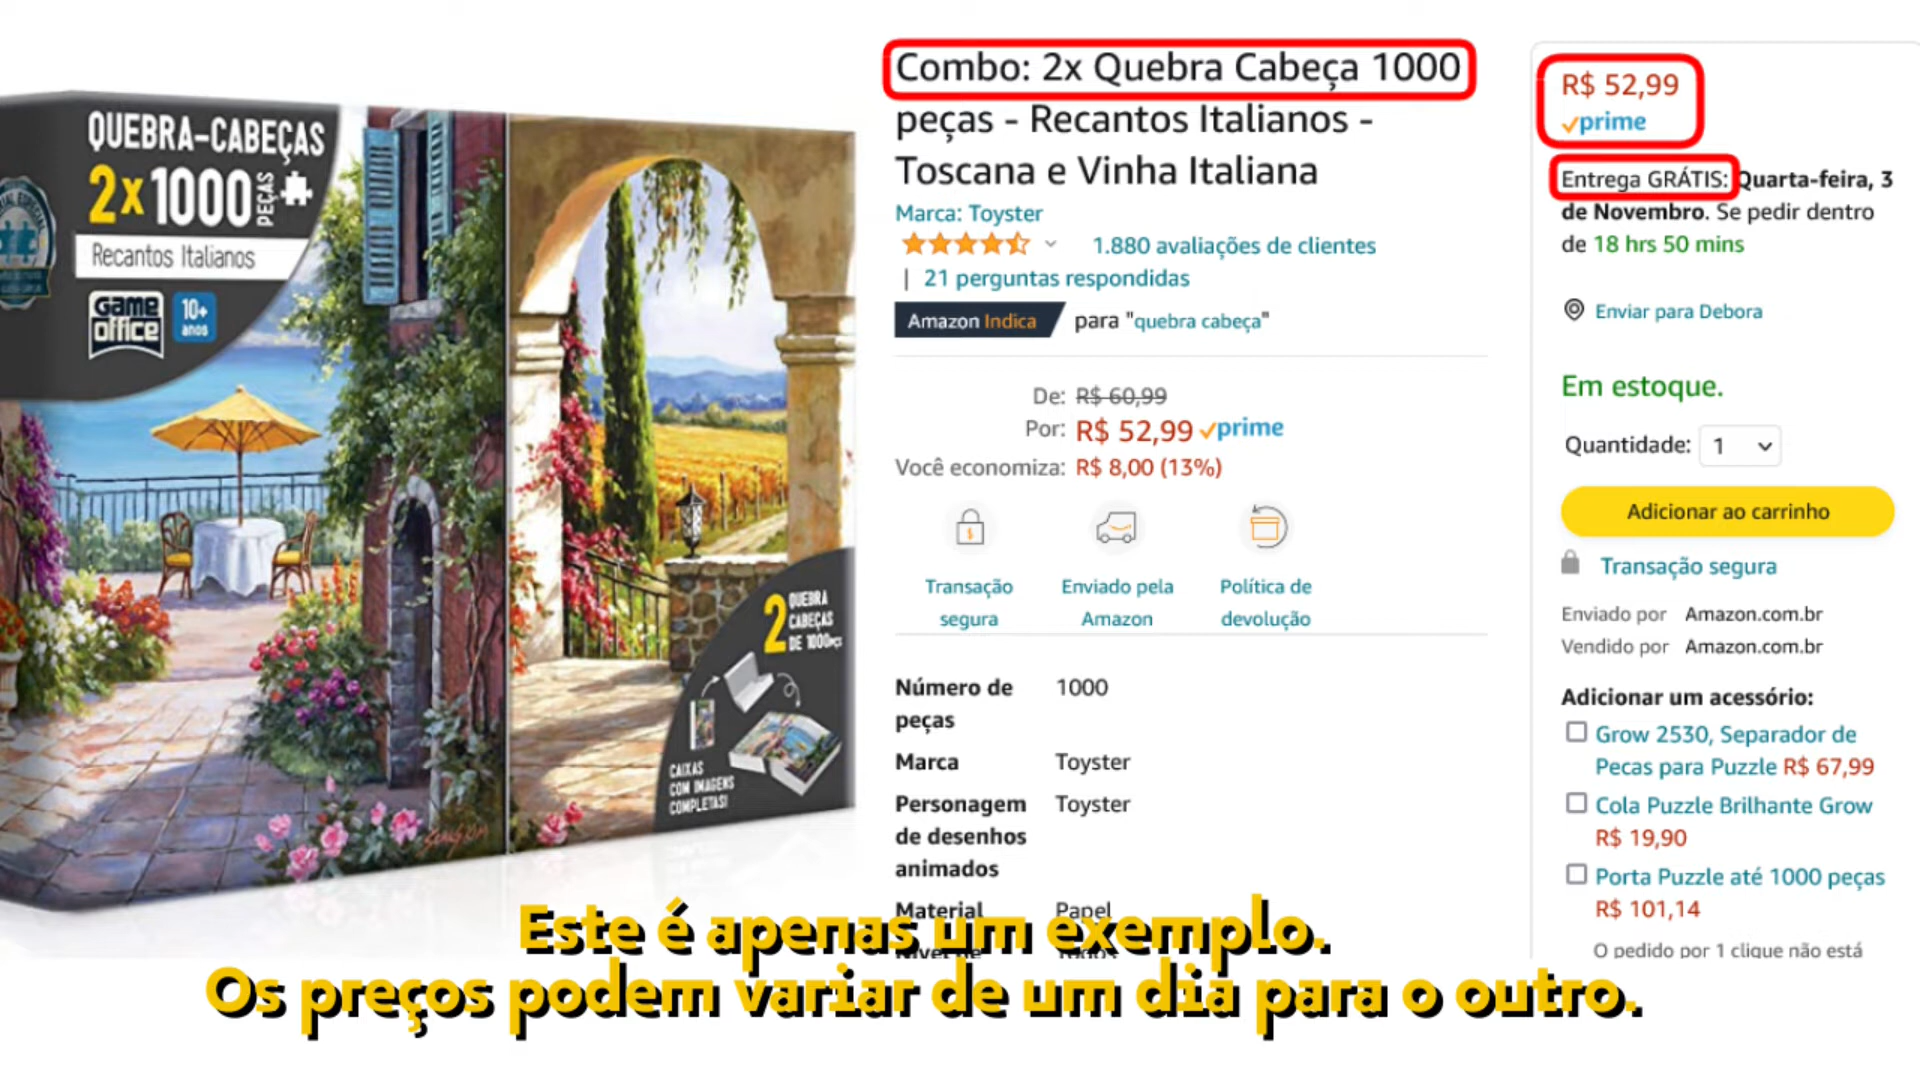 QUEBRA-CABEÇAS
2x1000 PEÇAS
Recantos Italianos
GAME OFFICE
10+ anos
2 QUEBRA CABEÇAS DE 1000PÇS
CAIXAS
COM IMAGENS
COMPLETAS!
Combo: 2x Quebra Cabeça 1000
peças - Recantos Italianos -
Toscana e Vinha Italiana
Marca: Toyster
1.880 avaliações de clientes
| 21 perguntas respondidas
Amazon Indica para "quebra cabeça"
De: R$ 60,99
Por: R$ 52,99 prime
Você economiza: R$ 8,00 (13%)
Transação segura
Enviado pela Amazon
Política de devolução
Número de peças 1000
Marca Toyster
Personagem de desenhos animados Toyster
Material Papel
Nível de Todos
R$ 52,99
prime
Entrega GRÁTIS: Quarta-feira, 3
de Novembro. Se pedir dentro
de 18 hrs 50 mins
Enviar para Debora
Em estoque.
Quantidade: 1
Adicionar ao carrinho
Transação segura
Enviado por Amazon.com.br
Vendido por Amazon.com.br
Adicionar um acessório:
Grow 2530, Separador de
Pecas para Puzzle R$ 67,99
Cola Puzzle Brilhante Grow
R$ 19,90
Porta Puzzle até 1000 peças
R$ 101,14
O pedido por 1 clique não está
Este é apenas um exemplo.
Os preços podem variar de um dia para o outro.